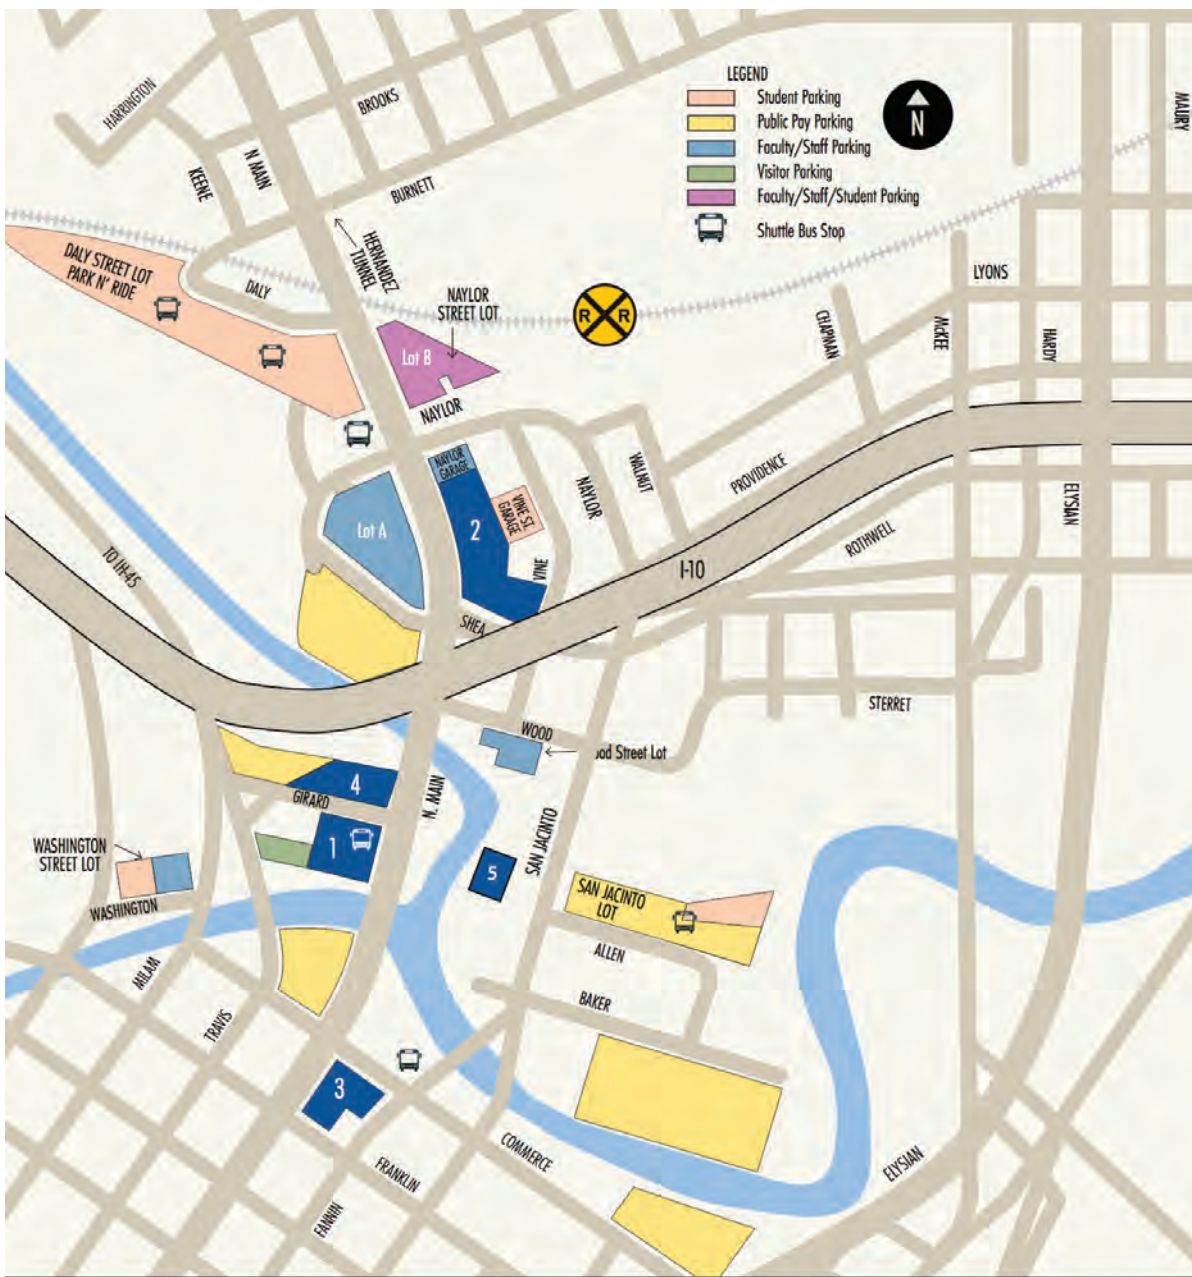 LEGEND
Student Parking
Public Pay Parking
Faculty/Staff Parking
Visitor Parking
Faculty/Staff/Student Parking
Shuttle Bus Stop
N
HARRINGTON
BROOKS
MAURY
KEENE
N MAIN
BURNETT
HERNANDEZ
TUNNEL
DALY STREET LOT
PARK N' RIDE
DALY
NAYLOR
STREET LOT
R R
LYONS
CHAPMAN
McKEE
HARDY
Lot B
NAYLOR
NAYLOR
GARAGE
VINE ST.
GARAGE
NAYLOR
WALNUT
PROVIDENCE
ELYSIAN
ROTHWELL
Lot A
2
VINE
TO IH-45
I-10
SHEA
STERRET
WOOD
ood Street Lot
4
GIRARD
N. MAIN
1
SAN JACINTO
WASHINGTON
STREET LOT
5
SAN JACINTO
LOT
WASHINGTON
ALLEN
MILAM
BAKER
TRAVIS
3
COMMERCE
FRANKLIN
ELYSIAN
FANNIN